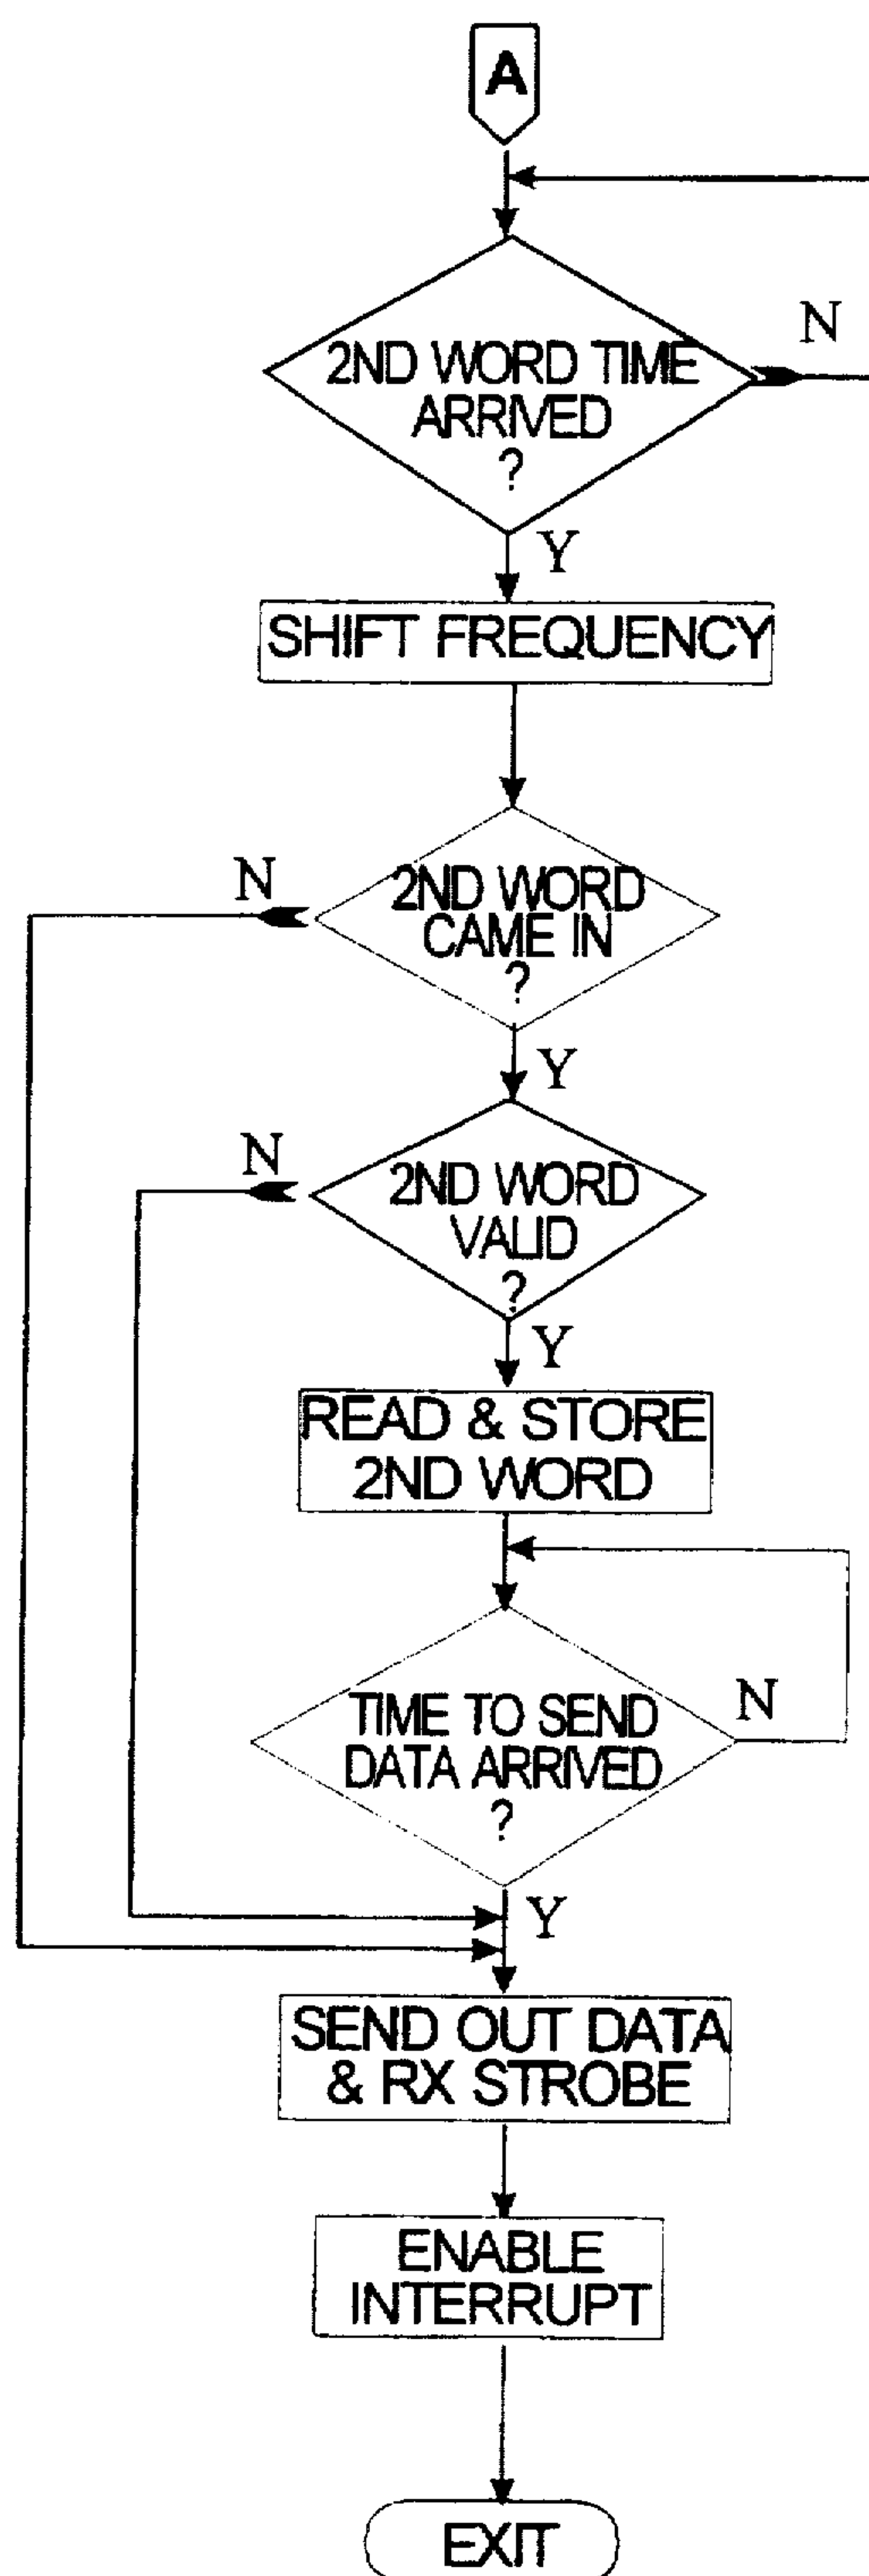 A
N
2ND WORD TIME
ARRIVED
?
Y
SHIFT FREQUENCY
N
2ND WORD
CAME IN
?
Y
N
2ND WORD
VALID
?
Y
READ & STORE
2ND WORD
N
TIME TO SEND
DATA ARRIVED
?
Y
SEND OUT DATA
& RX STROBE
ENABLE
INTERRUPT
EXIT